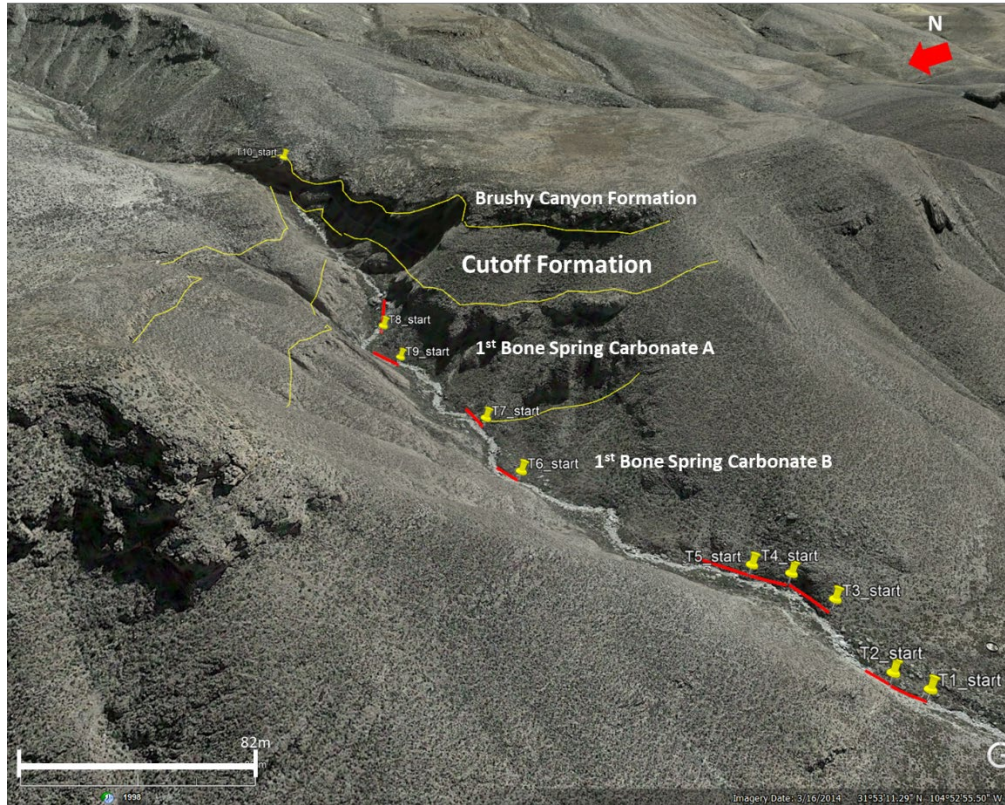 N
T10_start
Brushy Canyon Formation
Cutoff Formation
T8_start
1st Bone Spring Carbonate A
T9_start
T7_start
T6_start
1st Bone Spring Carbonate B
T5_start
T4_start
T3_start
T2_start
T1_start
82m
G
1998
Imagery Date: 3/16/2014 31°53'11.29" N, 104°52'55.50" W